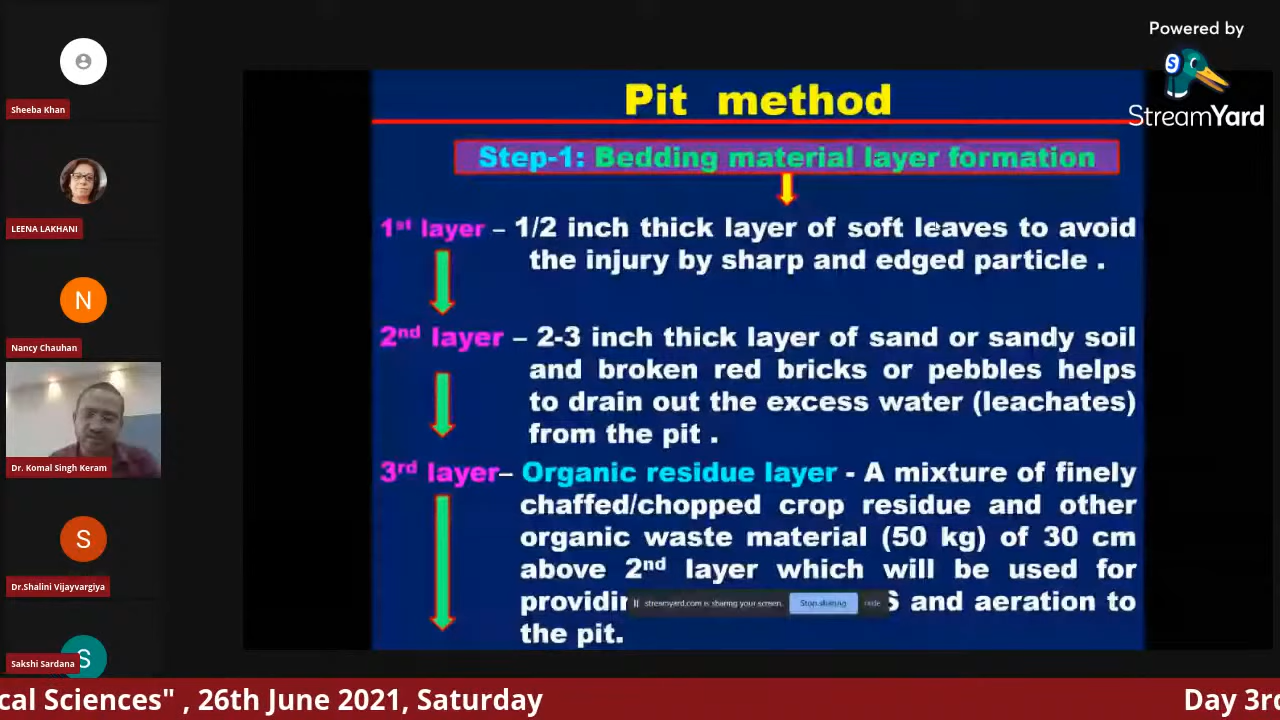 Powered by
S
StreamYard
Sheeba Khan
LEENA LAKHANI
N
Nancy Chauhan
Dr. Komal Singh Keram
S
Dr.Shalini Vijayvargiya
S
Sakshi Sardana
Pit method
Step-1: Bedding material layer formation
1st layer – 1/2 inch thick layer of soft leaves to avoid
the injury by sharp and edged particle .
2nd layer – 2-3 inch thick layer of sand or sandy soil
and broken red bricks or pebbles helps
to drain out the excess water (leachates)
from the pit .
3rd layer– Organic residue layer - A mixture of finely
chaffed/chopped crop residue and other
organic waste material (50 kg) of 30 cm
above 2nd layer which will be used for
and aeration to
the pit.
streamyard.com is sharing your screen.
Stop sharing
Hide
cal Sciences" , 26th June 2021, Saturday
Day 3rd